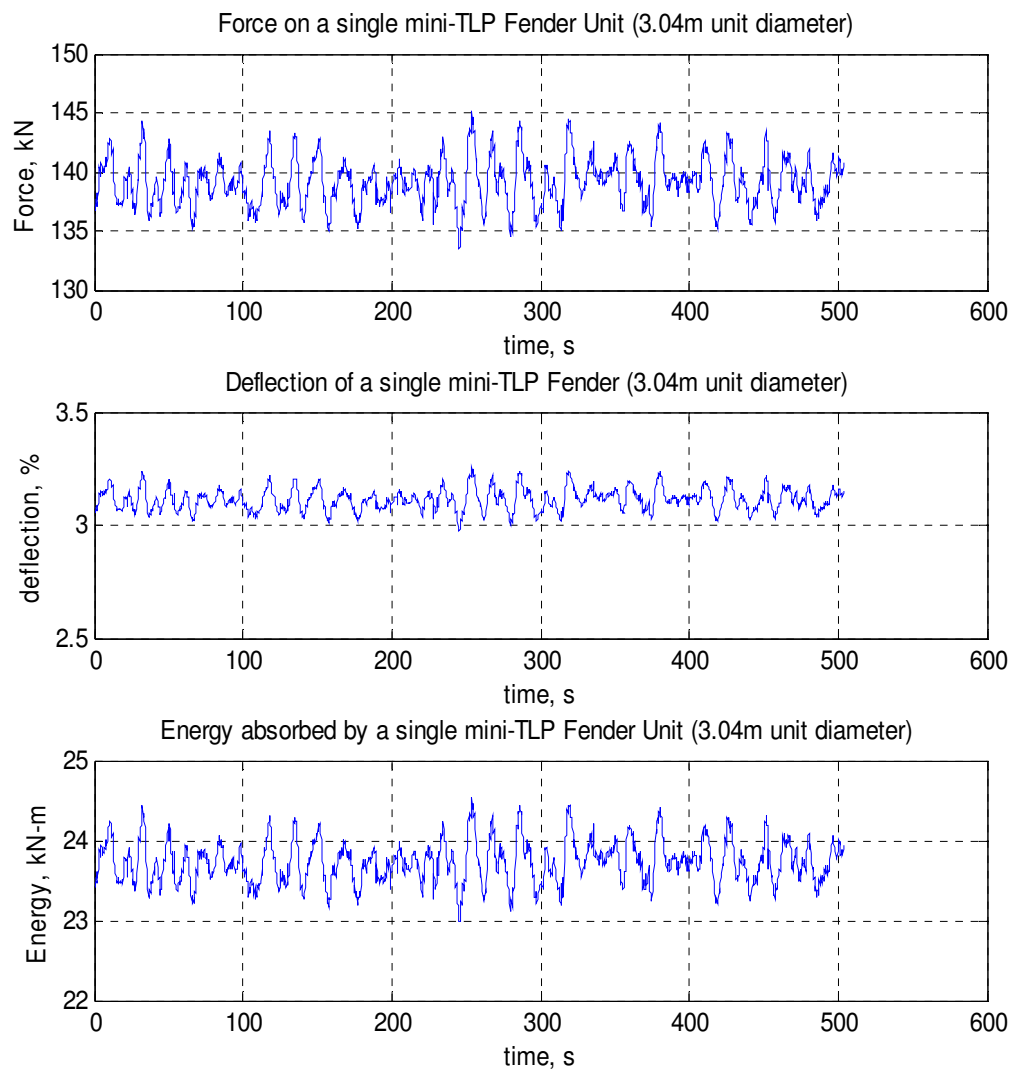 Force on a single mini-TLP Fender Unit (3.04m unit diameter)
150
145
140
135
130
Force, kN
0 100 200 300 400 500 600
time, s
Deflection of a single mini-TLP Fender (3.04m unit diameter)
3.5
3
2.5
deflection, %
0 100 200 300 400 500 600
time, s
Energy absorbed by a single mini-TLP Fender Unit (3.04m unit diameter)
25
24
23
22
Energy, kN-m
0 100 200 300 400 500 600
time, s